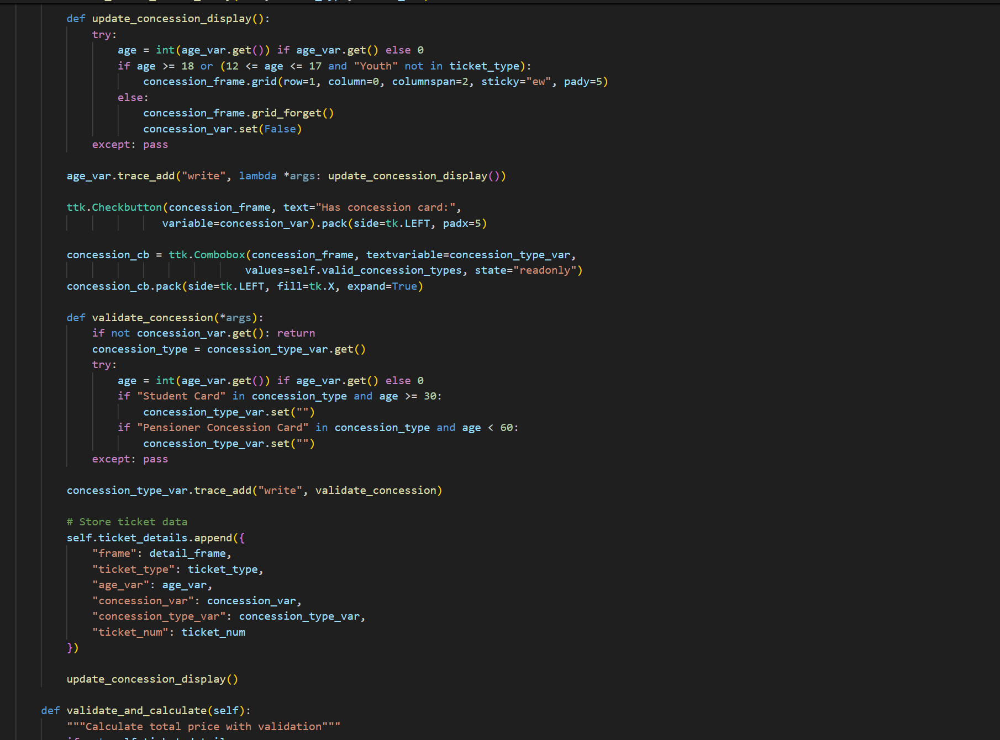 def update_concession_display():
try:
age = int(age_var.get()) if age_var.get() else 0
if age >= 18 or (12 <= age <= 17 and "Youth" not in ticket_type):
concession_frame.grid(row=1, column=0, columnspan=2, sticky="ew", pady=5)
else:
concession_frame.grid_forget()
concession_var.set(False)
except: pass
age_var.trace_add("write", lambda *args: update_concession_display())
ttk.Checkbutton(concession_frame, text="Has concession card:",
variable=concession_var).pack(side=tk.LEFT, padx=5)
concession_cb = ttk.Combobox(concession_frame, textvariable=concession_type_var,
values=self.valid_concession_types, state="readonly")
concession_cb.pack(side=tk.LEFT, fill=tk.X, expand=True)
def validate_concession(*args):
if not concession_var.get(): return
concession_type = concession_type_var.get()
try:
age = int(age_var.get()) if age_var.get() else 0
if "Student Card" in concession_type and age >= 30:
concession_type_var.set("")
if "Pensioner Concession Card" in concession_type and age < 60:
concession_type_var.set("")
except: pass
concession_type_var.trace_add("write", validate_concession)
# Store ticket data
self.ticket_details.append({
"frame": detail_frame,
"ticket_type": ticket_type,
"age_var": age_var,
"concession_var": concession_var,
"concession_type_var": concession_type_var,
"ticket_num": ticket_num
})
update_concession_display()
def validate_and_calculate(self):
"""Calculate total price with validation"""